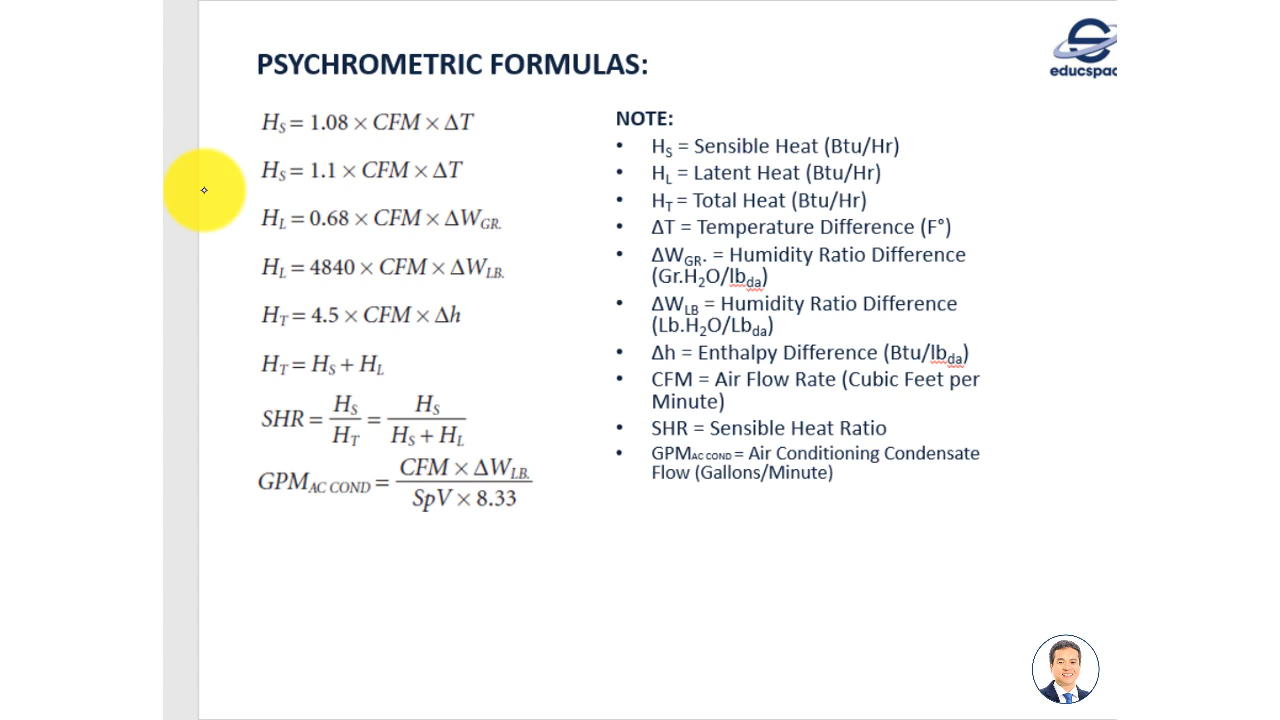 PSYCHROMETRIC FORMULAS:
educspac
H_S = 1.08 × CFM × ΔT
H_S = 1.1 × CFM × ΔT
H_L = 0.68 × CFM × ΔW_GR.
H_L = 4840 × CFM × ΔW_LB.
H_T = 4.5 × CFM × Δh
H_T = H_S + H_L
SHR = H_S / H_T = H_S / (H_S + H_L)
GPM_AC COND = (CFM × ΔW_LB.) / (SpV × 8.33)
NOTE:
• H_S = Sensible Heat (Btu/Hr)
• H_L = Latent Heat (Btu/Hr)
• H_T = Total Heat (Btu/Hr)
• ΔT = Temperature Difference (F°)
• ΔW_GR. = Humidity Ratio Difference
(Gr.H₂O/lb_da)
• ΔW_LB = Humidity Ratio Difference
(Lb.H₂O/Lb_da)
• Δh = Enthalpy Difference (Btu/lb_da)
• CFM = Air Flow Rate (Cubic Feet per
Minute)
• SHR = Sensible Heat Ratio
• GPM_AC COND = Air Conditioning Condensate
Flow (Gallons/Minute)